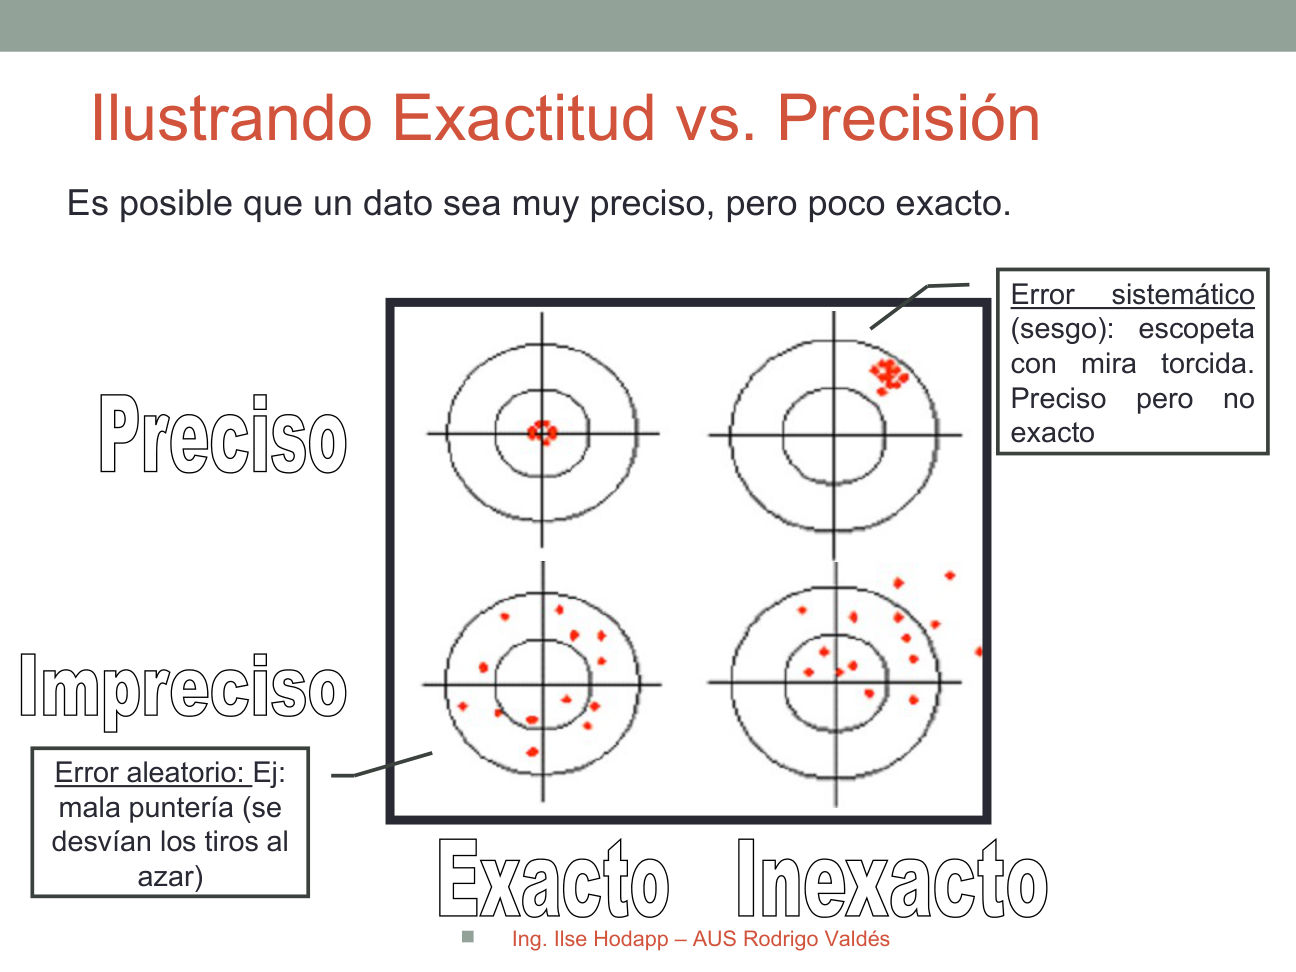 Ilustrando Exactitud vs. Precisión
Es posible que un dato sea muy preciso, pero poco exacto.
Error sistemático
(sesgo): escopeta
con mira torcida.
Preciso pero no
exacto
Preciso
Impreciso
Error aleatorio: Ej:
mala puntería (se
desvían los tiros al
azar)
Exacto Inexacto
Ing. Ilse Hodapp – AUS Rodrigo Valdés